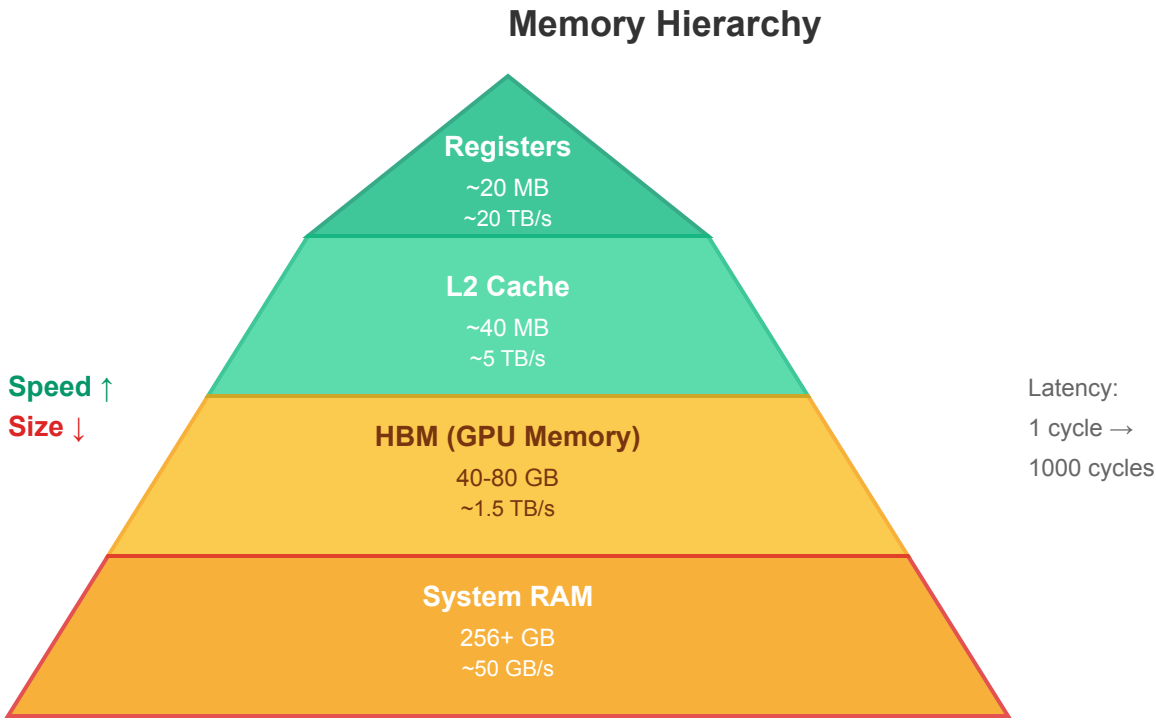 Memory Hierarchy
Registers
~20 MB
~20 TB/s
L2 Cache
~40 MB
~5 TB/s
Speed ↑
Size ↓
HBM (GPU Memory)
40-80 GB
~1.5 TB/s
Latency:
1 cycle →
1000 cycles
System RAM
256+ GB
~50 GB/s